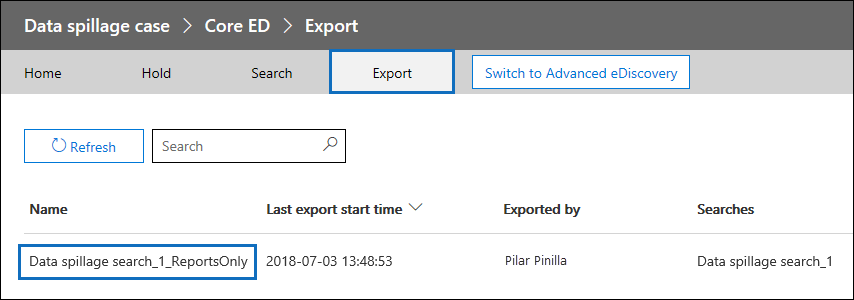 Data spillage case > Core ED > Export
Home Hold Search Export Switch to Advanced eDiscovery
Refresh Search
Name Last export start time Exported by Searches
Data spillage search_1_ReportsOnly 2018-07-03 13:48:53 Pilar Pinilla Data spillage search_1